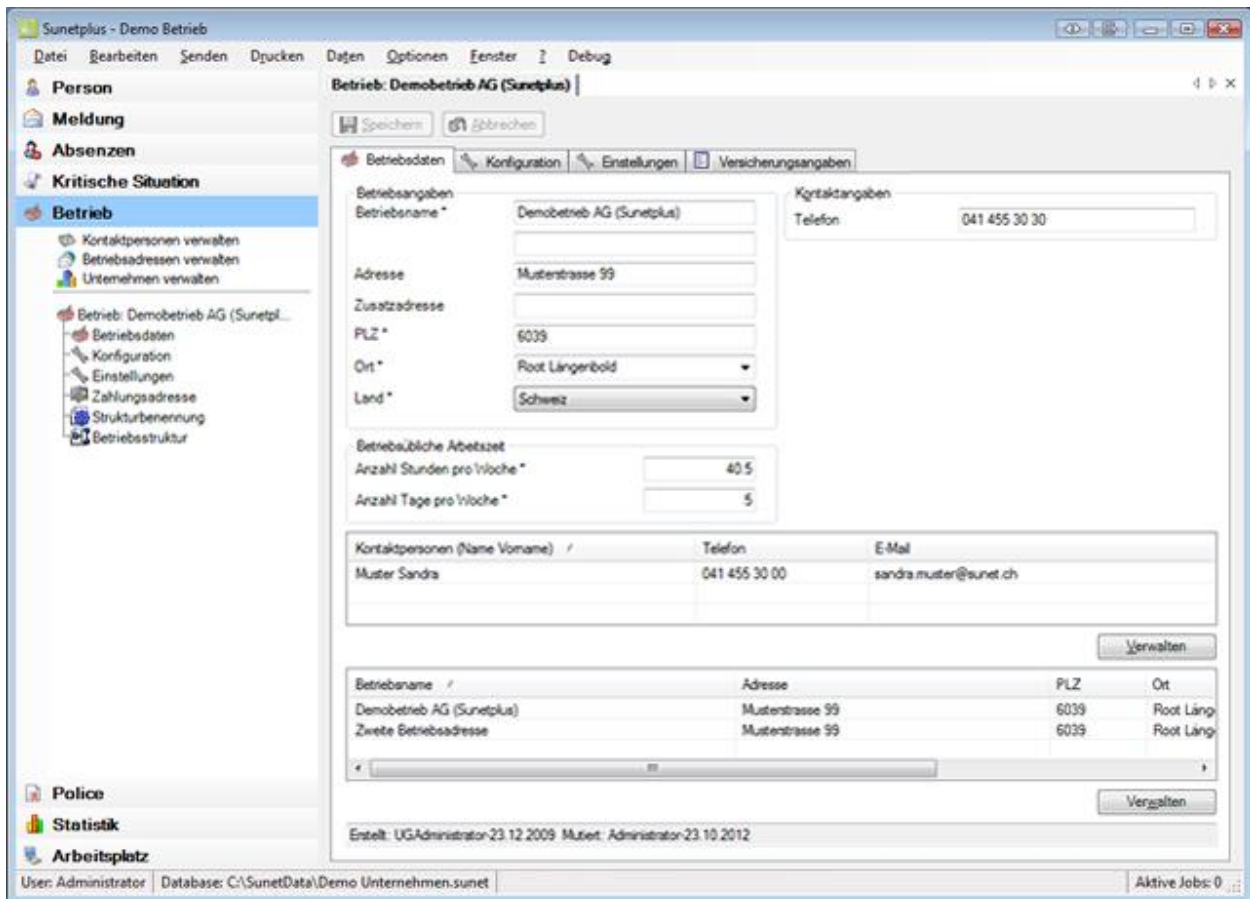 Sunetplus - Demo Betrieb
Datei Bearbeiten Senden Drucken Daten Optionen Fenster ? Debug
Person
Meldung
Absenzen
Kritische Situation
Betrieb
Kontaktpersonen verwalten
Betriebsadressen verwalten
Unternehmen verwalten
Betrieb: Demobetrieb AG (Sunetpl...
Betriebsdaten
Konfiguration
Einstellungen
Zahlungsadresse
Strukturbenennung
Betriebsstruktur
Police
Statistik
Arbeitsplatz
Betrieb: Demobetrieb AG (Sunetplus)
Speichern Abbrechen
Betriebsdaten Konfiguration Einstellungen Versicherungsangaben
Betriebsangaben
Betriebsname * Demobetrieb AG (Sunetplus)
Adresse Musterstrasse 99
Zusatzadresse
PLZ * 6039
Ort * Root Längenbold
Land * Schweiz
Kontaktangaben
Telefon 041 455 30 30
Betriebsübliche Arbeitszeit
Anzahl Stunden pro Woche * 40.5
Anzahl Tage pro Woche * 5
Kontaktpersonen (Name Vorname) Telefon E-Mail
Muster Sandra 041 455 30 00 sandra.muster@sunet.ch
Verwalten
Betriebsname Adresse PLZ Ort
Demobetrieb AG (Sunetplus) Musterstrasse 99 6039 Root Läng
Zweite Betriebsadresse Musterstrasse 99 6039 Root Läng
Verwalten
Erstellt: UGAdministrator-23.12.2009 Mutiert: Administrator-23.10.2012
User: Administrator Database: C:\SunetData\Demo Unternehmen.sunet Aktive Jobs: 0